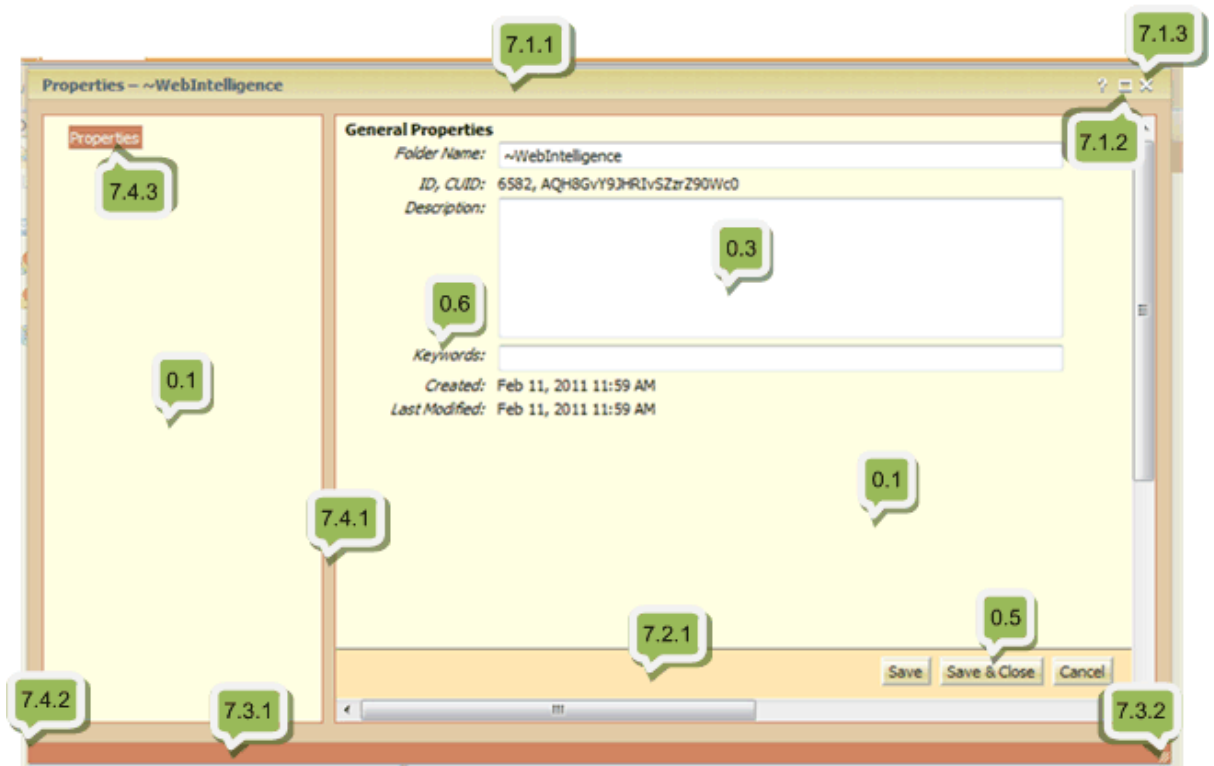 7.1.1
7.1.3
Properties – ~WebIntelligence
?
7.1.2
Properties
7.4.3
General Properties
Folder Name: ~WebIntelligence
ID, CUID: 6582, AQH8GvY9JHRIvSZzrZ90Wc0
Description:
0.3
0.6
Keywords:
0.1
Created: Feb 11, 2011 11:59 AM
Last Modified: Feb 11, 2011 11:59 AM
0.1
7.4.1
0.5
7.2.1
Save Save & Close Cancel
7.4.2
7.3.1
7.3.2